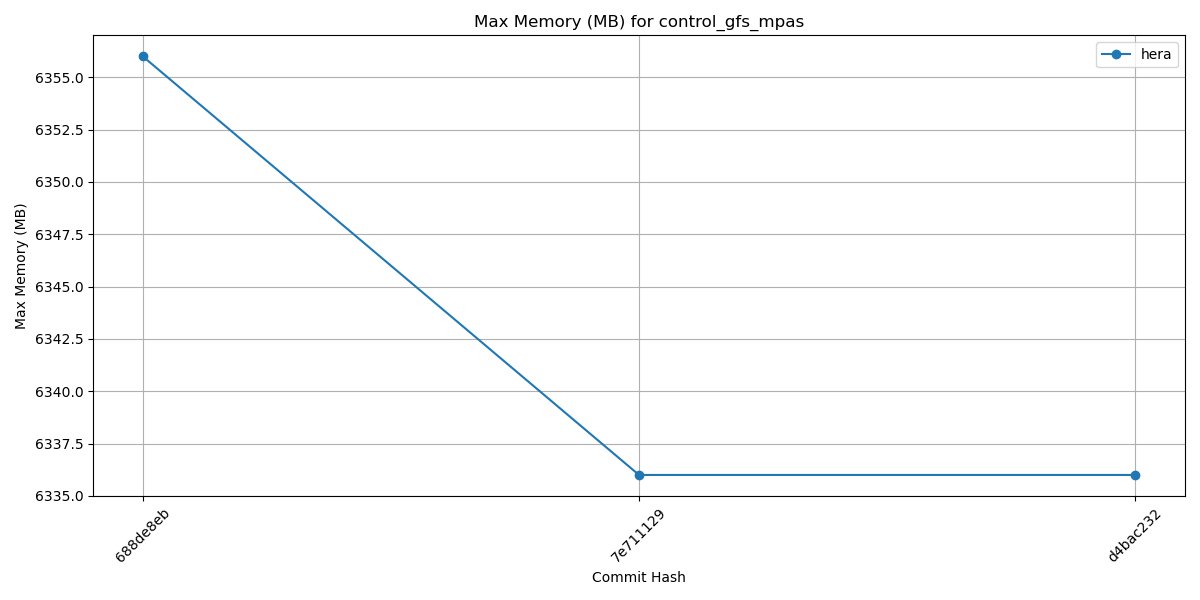 Max Memory (MB) for control_gfs_mpas
hera
6355.0
6352.5
6350.0
6347.5
6345.0
6342.5
6340.0
6337.5
6335.0
Max Memory (MB)
688de8eb
7e711129
d4bac232
Commit Hash